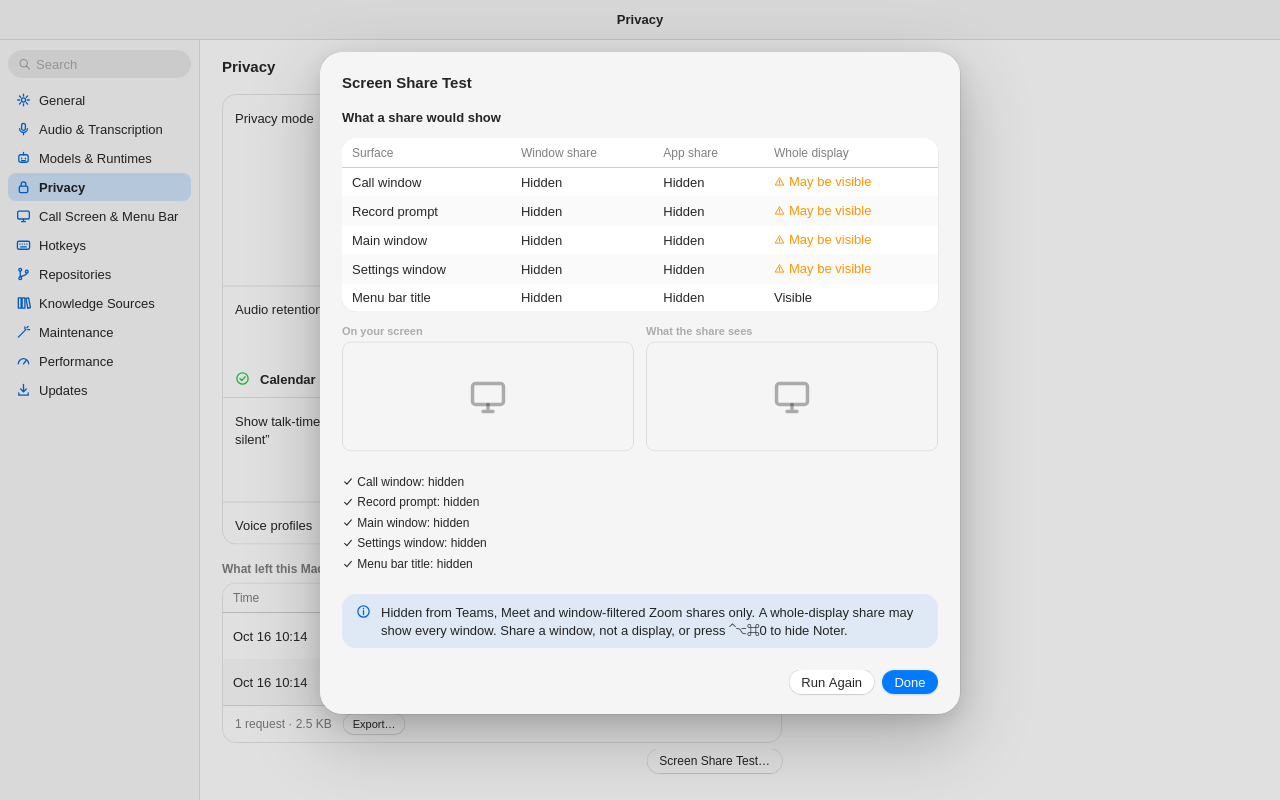 Privacy
Search
General
Audio & Transcription
Models & Runtimes
Privacy
Call Screen & Menu Bar
Hotkeys
Repositories
Knowledge Sources
Maintenance
Performance
Updates
Privacy
Privacy mode
Audio retention
Calendar
Show talk-time
silent”
Voice profiles
What left this Mac
Time
Oct 16 10:14
Oct 16 10:14
1 request · 2.5 KB Export…
Screen Share Test…
Screen Share Test
What a share would show
Surface Window share App share Whole display
Call window Hidden Hidden May be visible
Record prompt Hidden Hidden May be visible
Main window Hidden Hidden May be visible
Settings window Hidden Hidden May be visible
Menu bar title Hidden Hidden Visible
On your screen What the share sees
✓ Call window: hidden
✓ Record prompt: hidden
✓ Main window: hidden
✓ Settings window: hidden
✓ Menu bar title: hidden
Hidden from Teams, Meet and window-filtered Zoom shares only. A whole-display share may
show every window. Share a window, not a display, or press ⌃⌥⌘0 to hide Noter.
Run Again Done